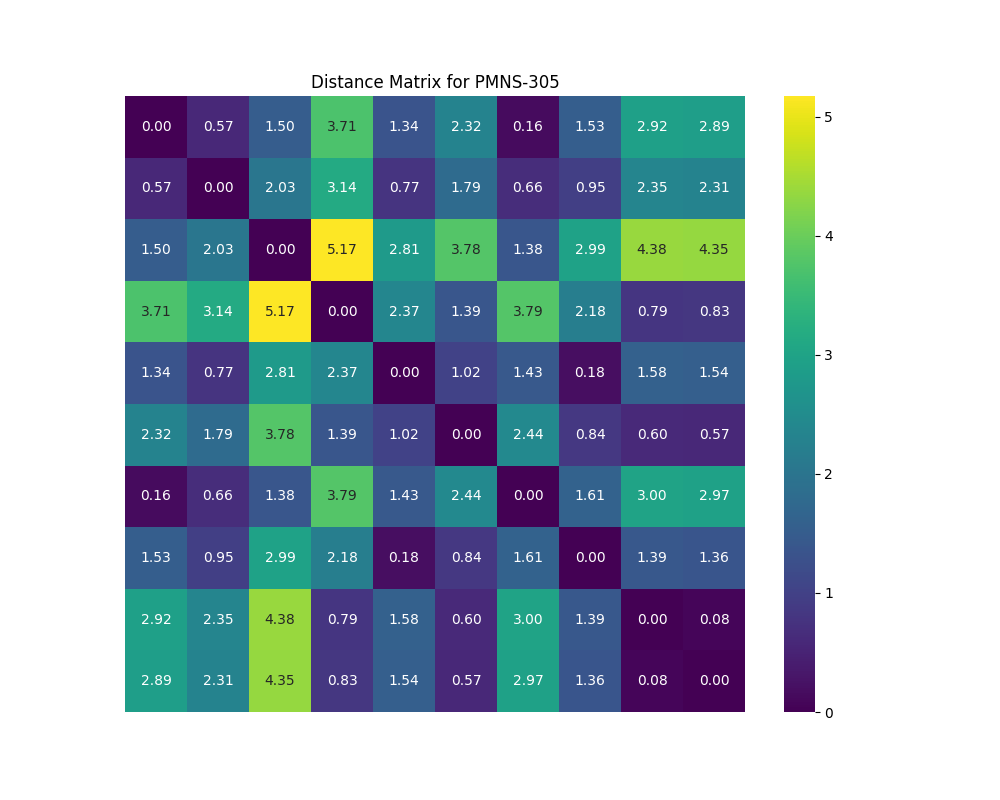 Distance Matrix for PMNS-305
0.00 0.57 1.50 3.71 1.34 2.32 0.16 1.53 2.92 2.89
0.57 0.00 2.03 3.14 0.77 1.79 0.66 0.95 2.35 2.31
1.50 2.03 0.00 5.17 2.81 3.78 1.38 2.99 4.38 4.35
3.71 3.14 5.17 0.00 2.37 1.39 3.79 2.18 0.79 0.83
1.34 0.77 2.81 2.37 0.00 1.02 1.43 0.18 1.58 1.54
2.32 1.79 3.78 1.39 1.02 0.00 2.44 0.84 0.60 0.57
0.16 0.66 1.38 3.79 1.43 2.44 0.00 1.61 3.00 2.97
1.53 0.95 2.99 2.18 0.18 0.84 1.61 0.00 1.39 1.36
2.92 2.35 4.38 0.79 1.58 0.60 3.00 1.39 0.00 0.08
2.89 2.31 4.35 0.83 1.54 0.57 2.97 1.36 0.08 0.00
5
4
3
2
1
0